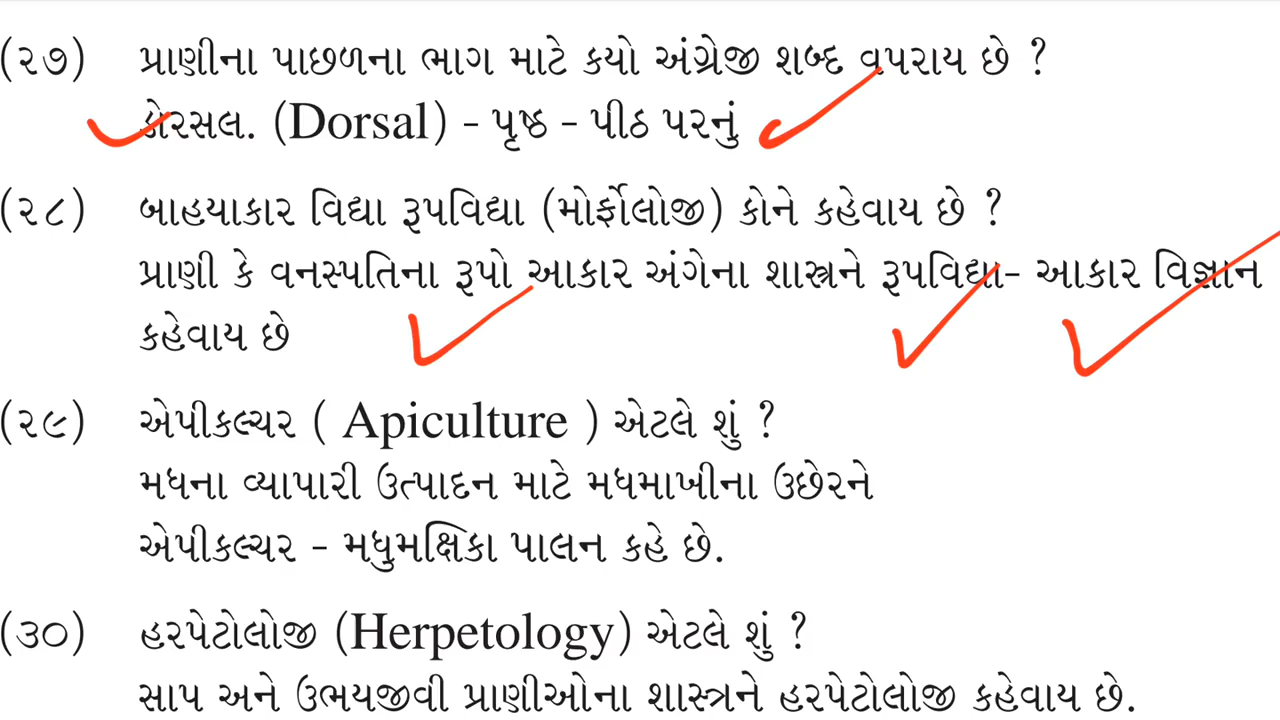 (૨૭) પ્રાણીના પાછળના ભાગ માટે કયો અંગ્રેજી શબ્દ વપરાય છે ?
ડોરસલ. (Dorsal) - પૃષ્ઠ - પીઠ પરનું
(૨૮) બાહયાકાર વિદ્યા રૂપવિદ્યા (મોર્ફોલોજી) કોને કહેવાય છે ?
પ્રાણી કે વનસ્પતિના રૂપો આકાર અંગેના શાસ્ત્રને રૂપવિદ્યા- આકાર વિજ્ઞાન
કહેવાય છે
(૨૯) એપીકલ્ચર ( Apiculture ) એટલે શું ?
મધના વ્યાપારી ઉત્પાદન માટે મધમાખીના ઉછેરને
એપીકલ્ચર - મધુમક્ષિકા પાલન કહે છે.
(૩૦) હરપેટોલોજી (Herpetology) એટલે શું ?
સાપ અને ઉભયજીવી પ્રાણીઓના શાસ્ત્રને હરપેટોલોજી કહેવાય છે.